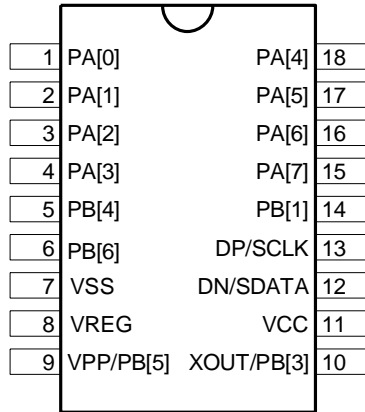 1 PA[0] PA[4] 18
2 PA[1] PA[5] 17
3 PA[2] PA[6] 16
4 PA[3] PA[7] 15
5 PB[4] PB[1] 14
6 PB[6] DP/SCLK 13
7 VSS DN/SDATA 12
8 VREG VCC 11
9 VPP/PB[5] XOUT/PB[3] 10